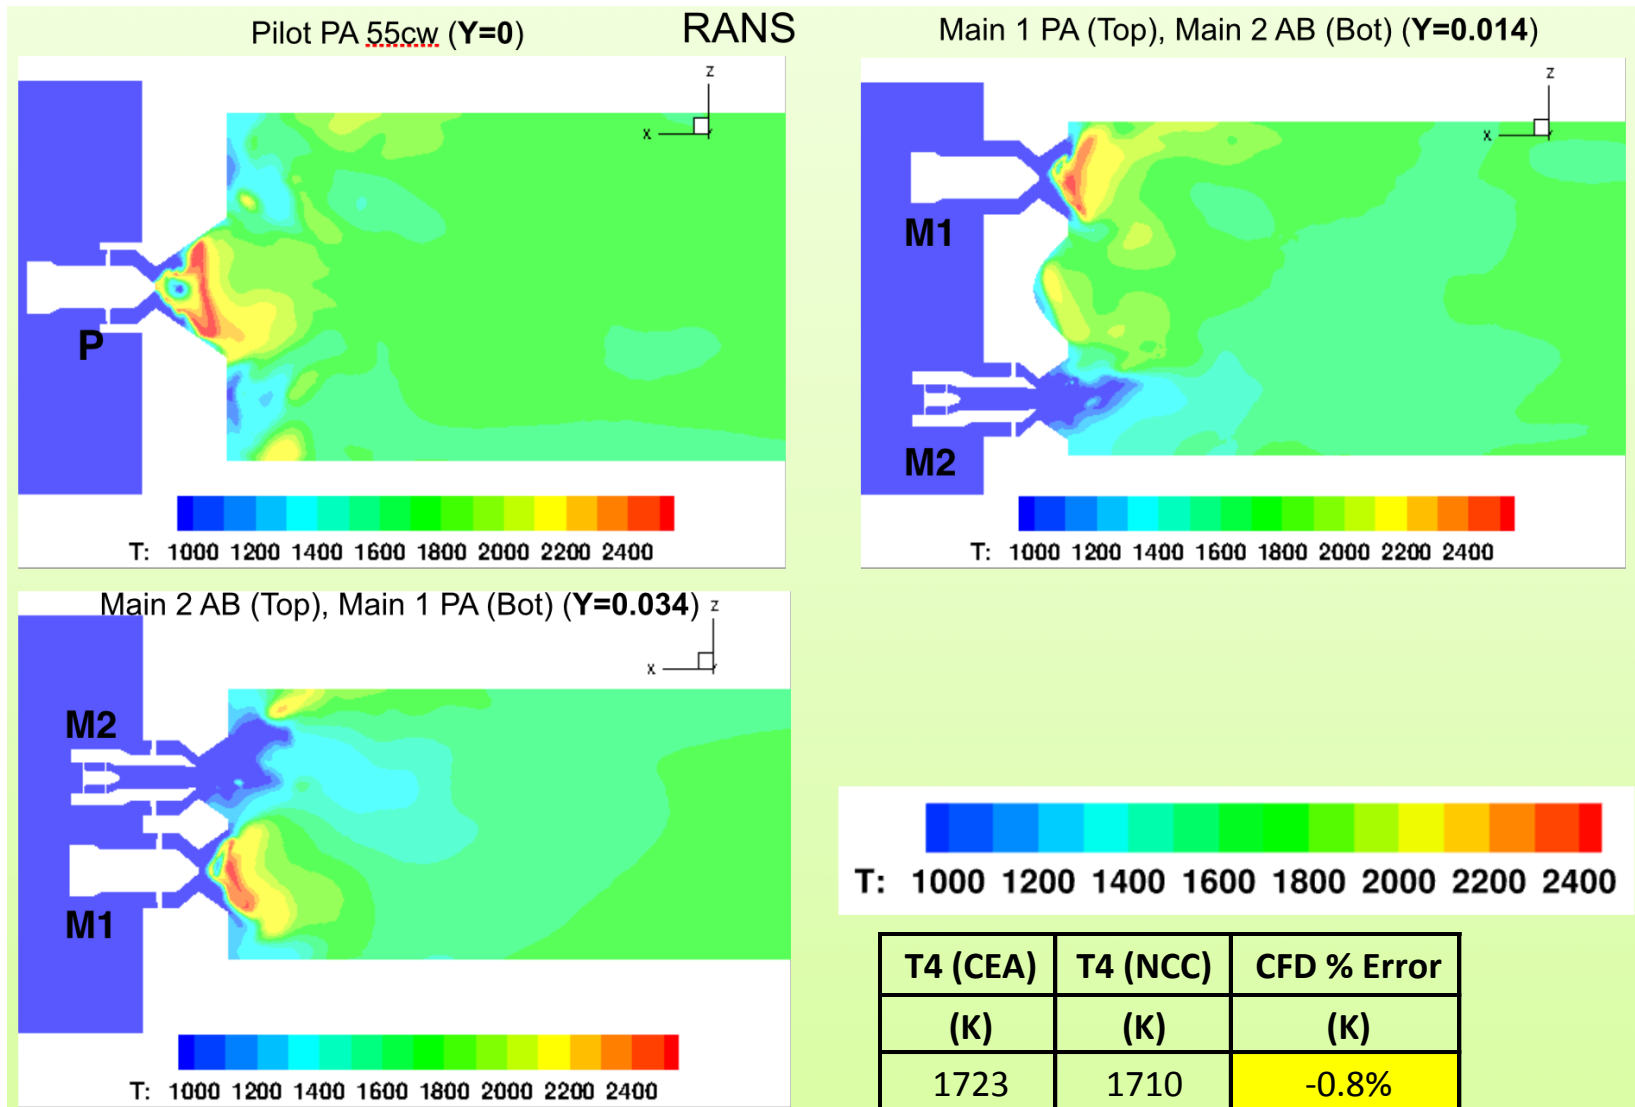 Pilot PA 55cw (Y=0)
RANS
Main 1 PA (Top), Main 2 AB (Bot) (Y=0.014)
z
x
P
T: 1000 1200 1400 1600 1800 2000 2200 2400
z
x
M1
M2
T: 1000 1200 1400 1600 1800 2000 2200 2400
Main 2 AB (Top), Main 1 PA (Bot) (Y=0.034)
z
x
M2
M1
T: 1000 1200 1400 1600 1800 2000 2200 2400
T: 1000 1200 1400 1600 1800 2000 2200 2400
T4 (CEA) T4 (NCC) CFD % Error
(K) (K) (K)
1723 1710 -0.8%